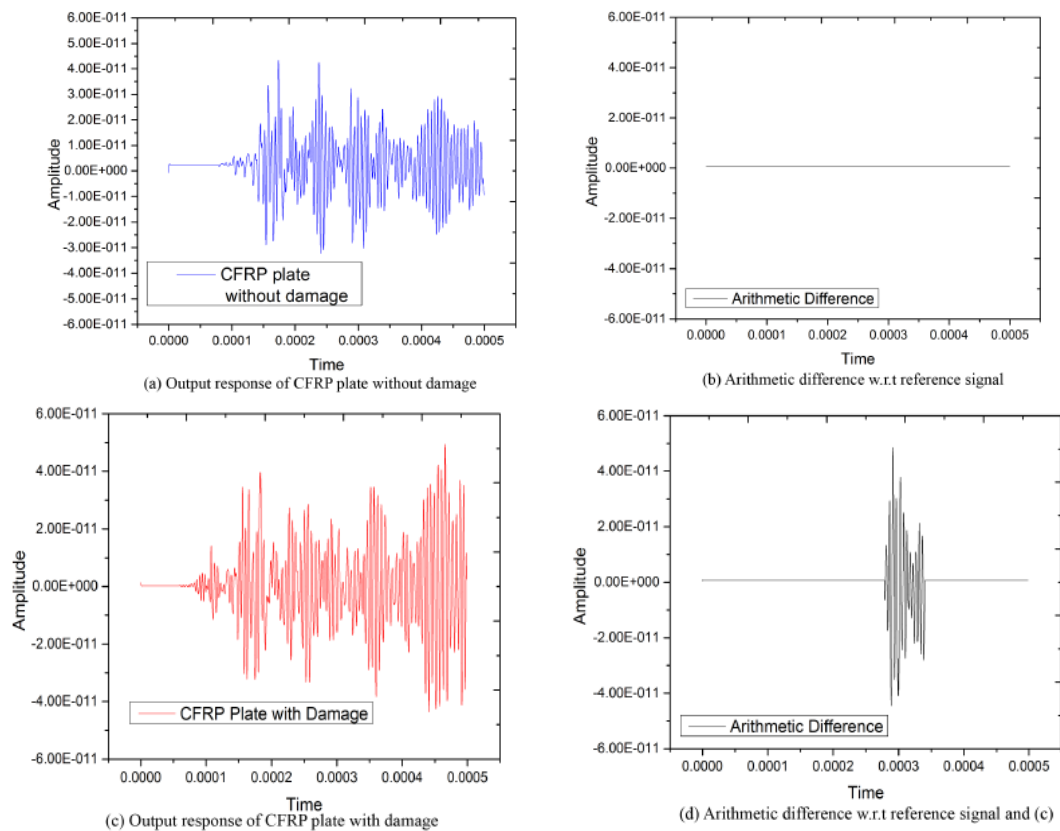 6.00E-011
5.00E-011
4.00E-011
3.00E-011
2.00E-011
1.00E-011
0.00E+000
-1.00E-011
-2.00E-011
-3.00E-011
-4.00E-011
-5.00E-011
-6.00E-011
Amplitude
CFRP plate
without damage
0.0000 0.0001 0.0002 0.0003 0.0004 0.0005
Time
(a) Output response of CFRP plate without damage
6.00E-011
4.00E-011
2.00E-011
0.00E+000
-2.00E-011
-4.00E-011
-6.00E-011
Amplitude
Arithmetic Difference
0.0000 0.0001 0.0002 0.0003 0.0004 0.0005
Time
(b) Arithmetic difference w.r.t reference signal
6.00E-011
4.00E-011
2.00E-011
0.00E+000
-2.00E-011
-4.00E-011
-6.00E-011
Amplitude
CFRP Plate with Damage
0.0000 0.0001 0.0002 0.0003 0.0004 0.0005
Time
(c) Output response of CFRP plate with damage
6.00E-011
4.00E-011
2.00E-011
0.00E+000
-2.00E-011
-4.00E-011
-6.00E-011
Amplitude
Arithmetic Difference
0.0000 0.0001 0.0002 0.0003 0.0004 0.0005
Time
(d) Arithmetic difference w.r.t reference signal and (c)